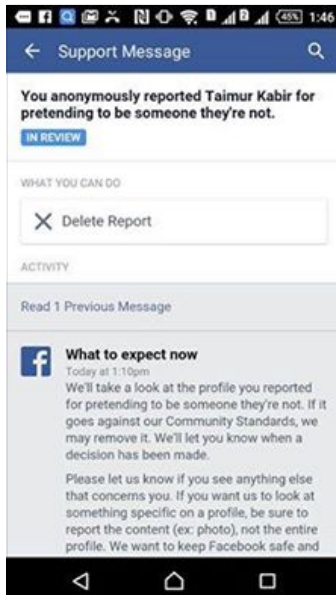 45% 1:46
Support Message
You anonymously reported Taimur Kabir for
pretending to be someone they're not.
IN REVIEW
WHAT YOU CAN DO
Delete Report
ACTIVITY
Read 1 Previous Message
What to expect now
Today at 1:10pm
We'll take a look at the profile you reported
for pretending to be someone they're not. If it
goes against our Community Standards, we
may remove it. We'll let you know when a
decision has been made.
Please let us know if you see anything else
that concerns you. If you want us to look at
something specific on a profile, be sure to
report the content (ex: photo), not the entire
profile. We want to keep Facebook safe and